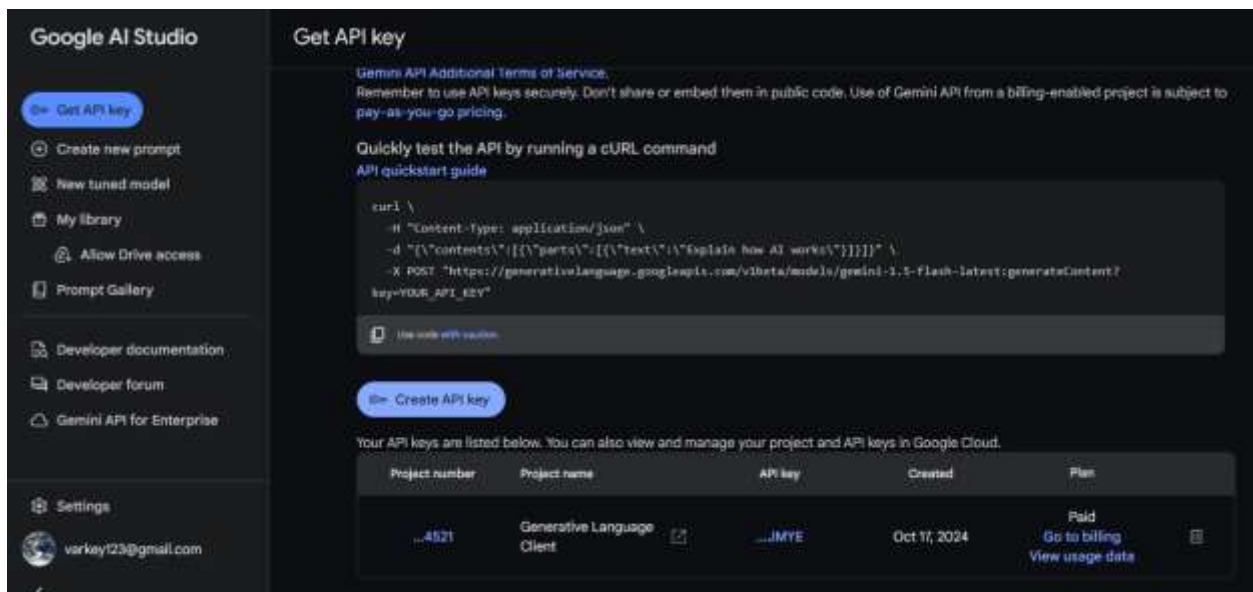 Google AI Studio
Get API key
Get API key
Create new prompt
New tuned model
My library
Allow Drive access
Prompt Gallery
Developer documentation
Developer forum
Gemini API for Enterprise
Settings
varkey123@gmail.com
Gemini API Additional Terms of Service.
Remember to use API keys securely. Don't share or embed them in public code. Use of Gemini API from a billing-enabled project is subject to
pay-as-you-go pricing.
Quickly test the API by running a cURL command
API quickstart guide
curl \
-H "Content-Type: application/json" \
-d "{\"contents\":[{\"parts\":[{\"text\":\"Explain how AI works\"}]}]}" \
-X POST "https://generativelanguage.googleapis.com/v1beta/models/gemini-1.5-flash-latest:generateContent?
key=YOUR_API_KEY"
Use code with caution.
Create API key
Your API keys are listed below. You can also view and manage your project and API keys in Google Cloud.
Project number Project name API key Created Plan
...4521 Generative Language Client ...JMYE Oct 17, 2024 Paid
Go to billing
View usage data